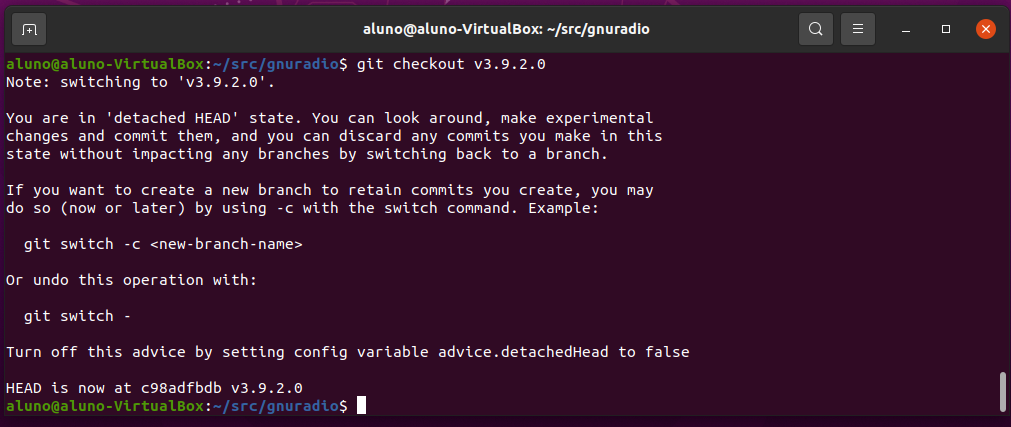 aluno@aluno-VirtualBox: ~/src/gnuradio
aluno@aluno-VirtualBox:~/src/gnuradio$ git checkout v3.9.2.0
Note: switching to 'v3.9.2.0'.
You are in 'detached HEAD' state. You can look around, make experimental
changes and commit them, and you can discard any commits you make in this
state without impacting any branches by switching back to a branch.
If you want to create a new branch to retain commits you create, you may
do so (now or later) by using -c with the switch command. Example:
git switch -c <new-branch-name>
Or undo this operation with:
git switch -
Turn off this advice by setting config variable advice.detachedHead to false
HEAD is now at c98adfbdb v3.9.2.0
aluno@aluno-VirtualBox:~/src/gnuradio$